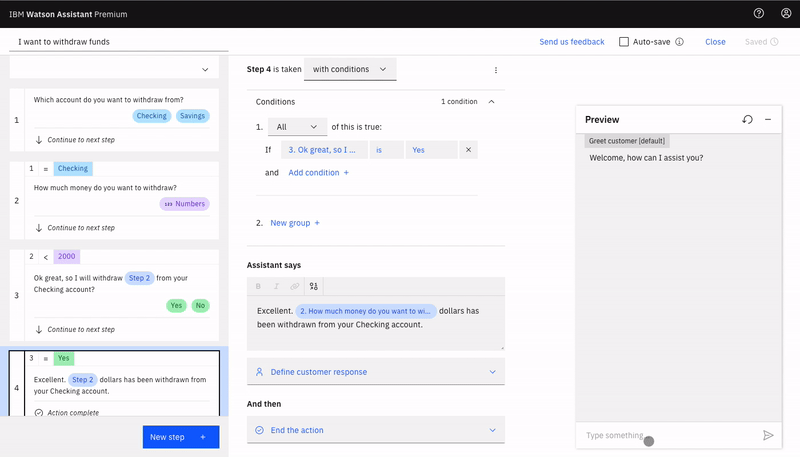 IBM Watson Assistant Premium
I want to withdraw funds
Send us feedback
Auto-save
Close
Saved
1
Which account do you want to withdraw from?
Checking
Savings
Continue to next step
2
1 = Checking
How much money do you want to withdraw?
123 Numbers
Continue to next step
3
2 < 2000
Ok great, so I will withdraw Step 2 from your
Checking account?
Yes
No
Continue to next step
4
3 = Yes
Excellent. Step 2 dollars has been withdrawn from
your Checking account.
Action complete
New step +
Step 4 is taken with conditions
Conditions
1 condition
1. All of this is true:
If 3. Ok great, so I ... is Yes ×
and Add condition +
2. New group +
Assistant says
B I
Excellent. 2. How much money do you want to wi... dollars has
been withdrawn from your Checking account.
Define customer response
And then
End the action
Preview
Greet customer [default]
Welcome, how can I assist you?
Type something...